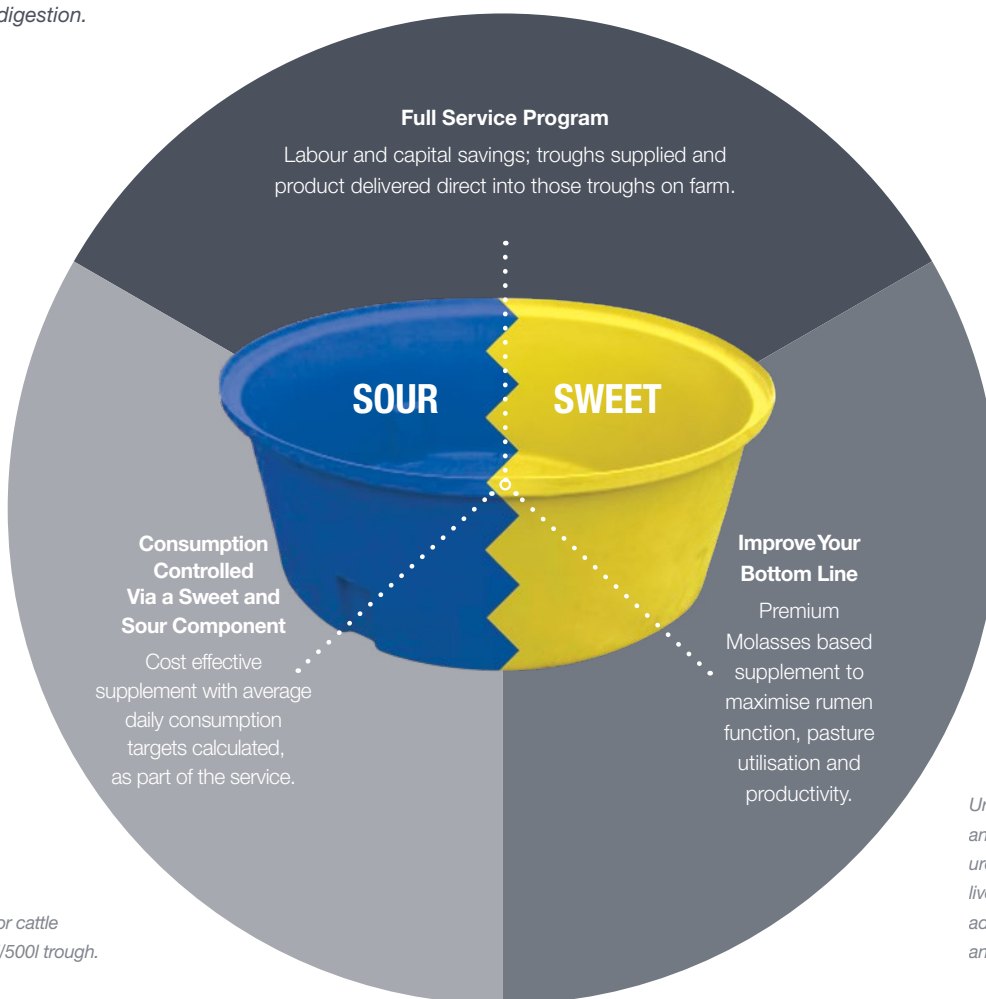 digestion.
Full Service Program
Labour and capital savings; troughs supplied and
product delivered direct into those troughs on farm.
SOUR
SWEET
Consumption
Controlled
Via a Sweet and
Sour Component
Cost effective
supplement with average
daily consumption
targets calculated,
as part of the service.
Improve Your
Bottom Line
Premium
Molasses based
supplement to
maximise rumen
function, pasture
utilisation and
productivity.
or cattle
/500l trough.